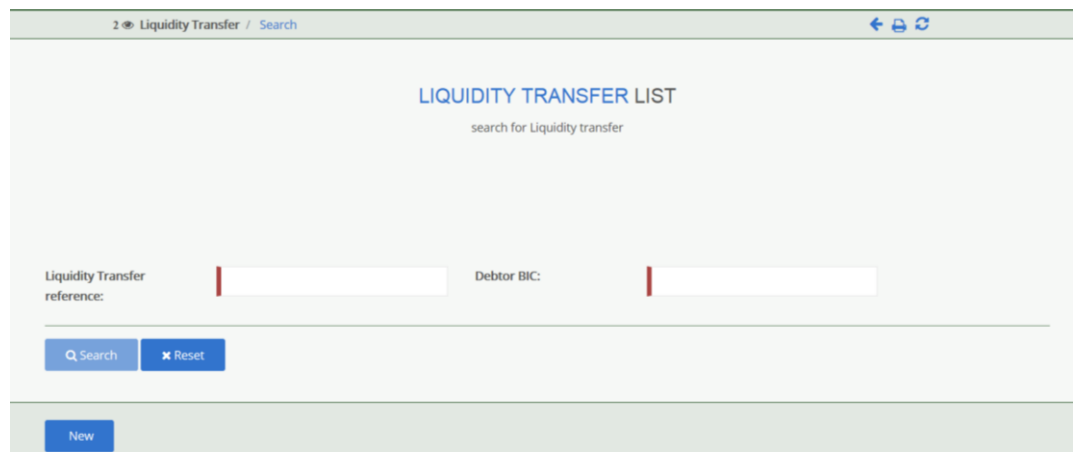 2 Liquidity Transfer / Search
LIQUIDITY TRANSFER LIST
search for Liquidity transfer
Liquidity Transfer
reference:
Debtor BIC:
Search
Reset
New